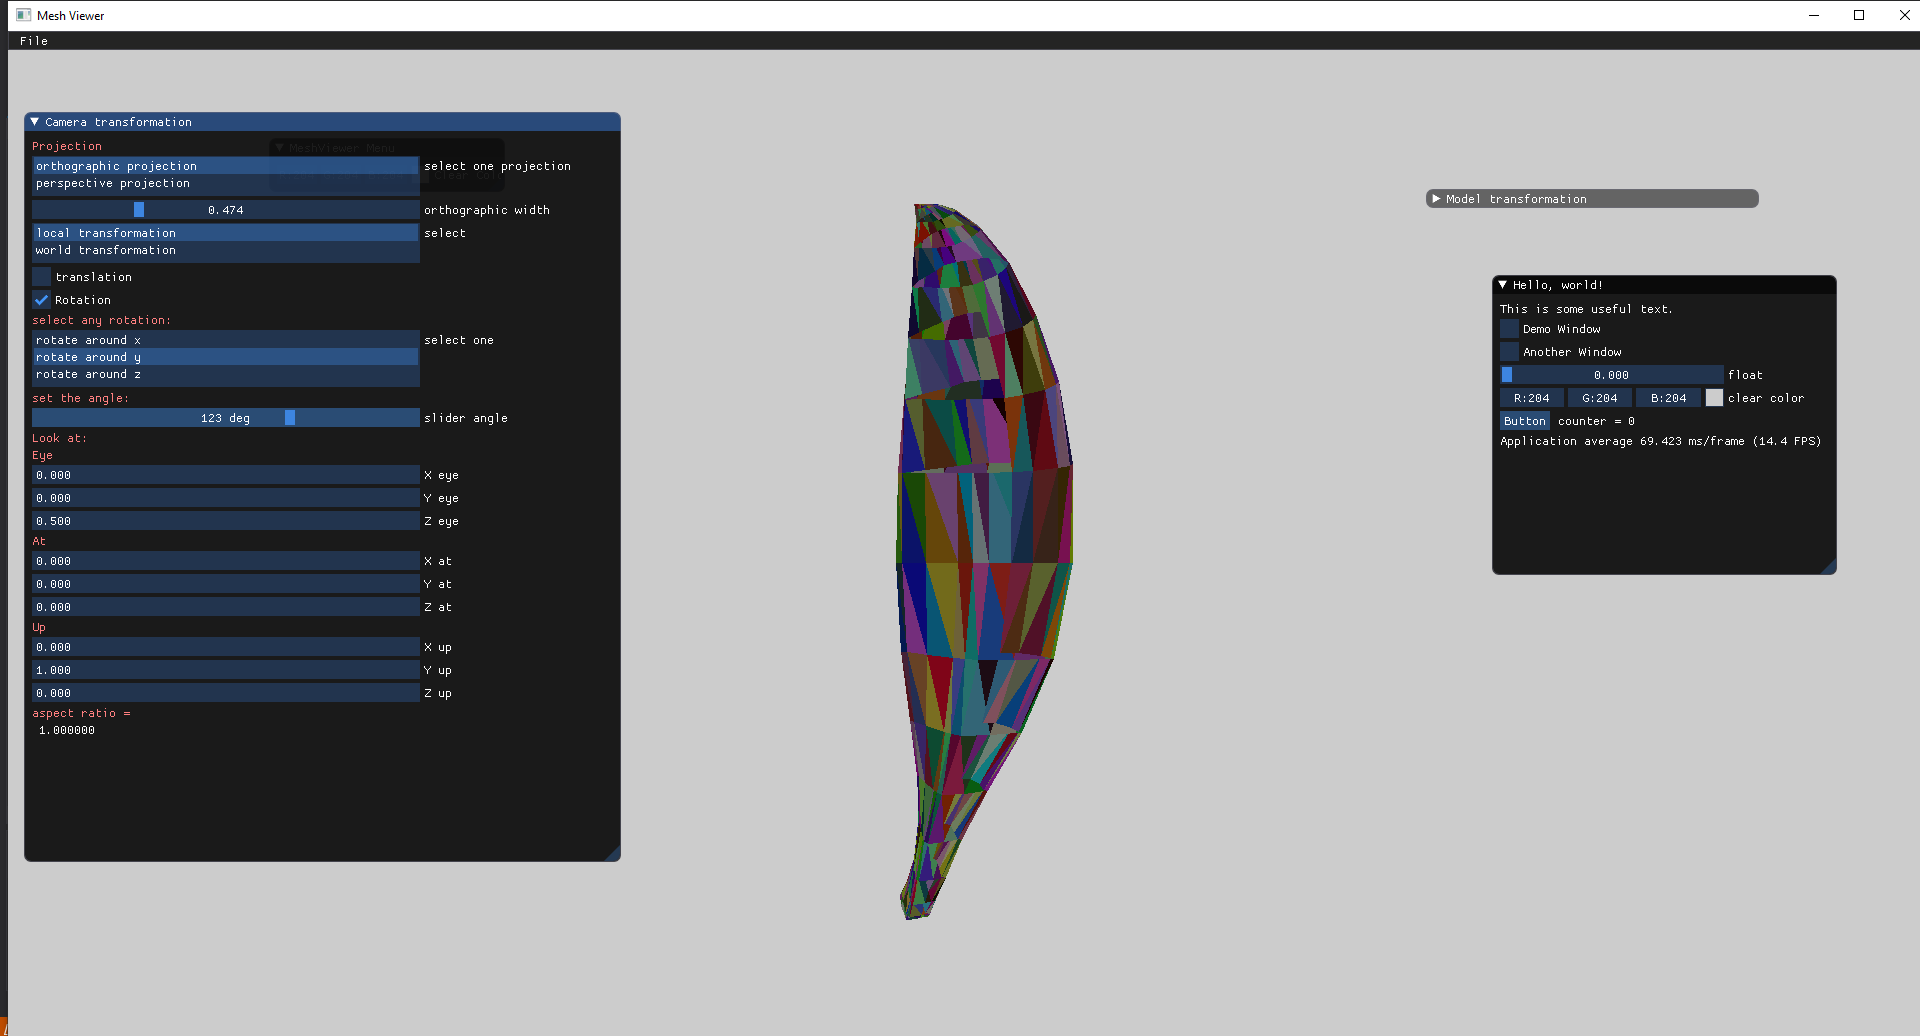 Mesh Viewer
File
Camera transformation
Projection
MeshViewer Menu
orthographic projection
select one projection
perspective projection
0.474 orthographic width
local transformation select
world transformation
translation
Rotation
select any rotation:
rotate around x select one
rotate around y
rotate around z
set the angle:
123 deg slider angle
Look at:
Eye
0.000 X eye
0.000 Y eye
0.500 Z eye
At
0.000 X at
0.000 Y at
0.000 Z at
Up
0.000 X up
1.000 Y up
0.000 Z up
aspect ratio =
1.000000
Model transformation
Hello, world!
This is some useful text.
Demo Window
Another Window
0.000 float
R:204 G:204 B:204 clear color
Button counter = 0
Application average 69.423 ms/frame (14.4 FPS)